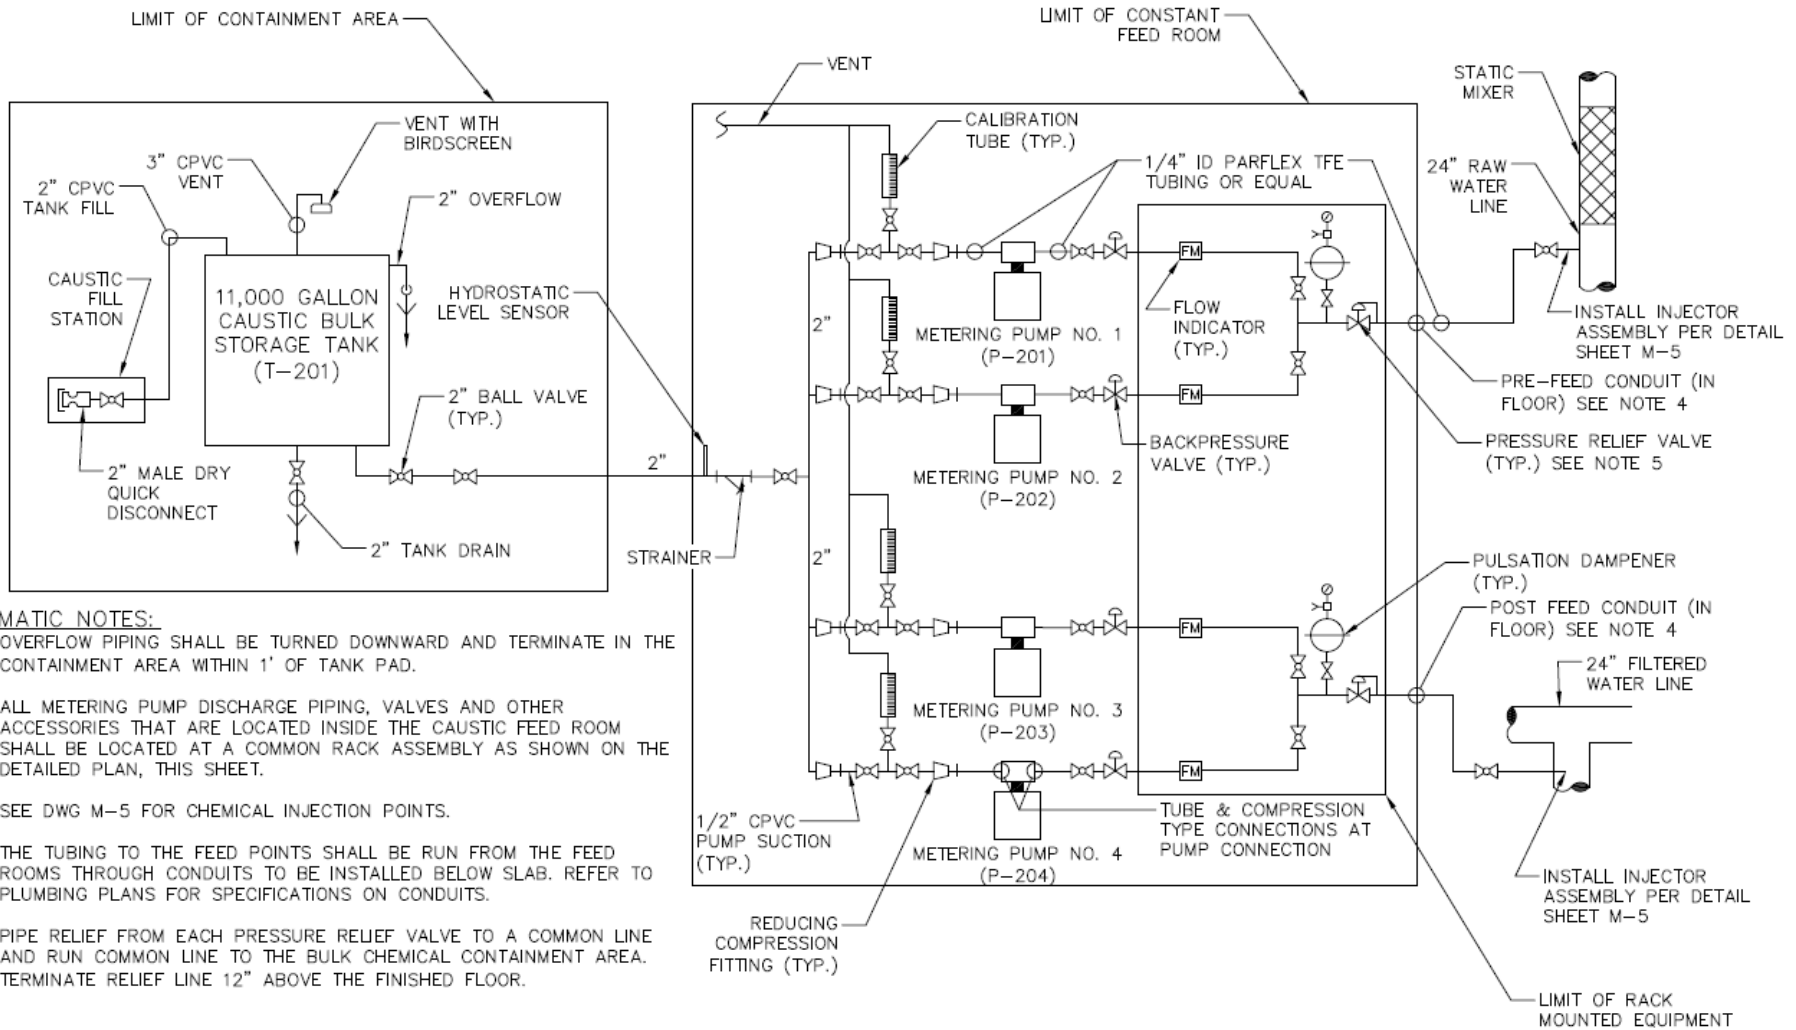 LIMIT OF CONTAINMENT AREA
LIMIT OF CONSTANT
FEED ROOM
VENT
STATIC
MIXER
VENT WITH
BIRDSCREEN
CALIBRATION
TUBE (TYP.)
3" CPVC
VENT
1/4" ID PARFLEX TFE
TUBING OR EQUAL
24" RAW
WATER
LINE
2" CPVC
TANK FILL
2" OVERFLOW
CAUSTIC
FILL
STATION
11,000 GALLON
CAUSTIC BULK
STORAGE TANK
(T-201)
HYDROSTATIC
LEVEL SENSOR
2"
FM
METERING PUMP NO. 1
(P-201)
FLOW
INDICATOR
(TYP.)
INSTALL INJECTOR
ASSEMBLY PER DETAIL
SHEET M-5
FM
PRE-FEED CONDUIT (IN
FLOOR) SEE NOTE 4
2" BALL VALVE
(TYP.)
BACKPRESSURE
VALVE (TYP.)
PRESSURE RELIEF VALVE
(TYP.) SEE NOTE 5
2" MALE DRY
QUICK
DISCONNECT
2"
METERING PUMP NO. 2
(P-202)
2" TANK DRAIN
STRAINER
2"
PULSATION DAMPENER
(TYP.)
POST FEED CONDUIT (IN
FLOOR) SEE NOTE 4
FM
24" FILTERED
WATER LINE
METERING PUMP NO. 3
(P-203)
FM
1/2" CPVC
PUMP SUCTION
(TYP.)
TUBE & COMPRESSION
TYPE CONNECTIONS AT
PUMP CONNECTION
METERING PUMP NO. 4
(P-204)
INSTALL INJECTOR
ASSEMBLY PER DETAIL
SHEET M-5
REDUCING
COMPRESSION
FITTING (TYP.)
LIMIT OF RACK
MOUNTED EQUIPMENT
MATIC NOTES:
OVERFLOW PIPING SHALL BE TURNED DOWNWARD AND TERMINATE IN THE
CONTAINMENT AREA WITHIN 1' OF TANK PAD.
ALL METERING PUMP DISCHARGE PIPING, VALVES AND OTHER
ACCESSORIES THAT ARE LOCATED INSIDE THE CAUSTIC FEED ROOM
SHALL BE LOCATED AT A COMMON RACK ASSEMBLY AS SHOWN ON THE
DETAILED PLAN, THIS SHEET.
SEE DWG M-5 FOR CHEMICAL INJECTION POINTS.
THE TUBING TO THE FEED POINTS SHALL BE RUN FROM THE FEED
ROOMS THROUGH CONDUITS TO BE INSTALLED BELOW SLAB. REFER TO
PLUMBING PLANS FOR SPECIFICATIONS ON CONDUITS.
PIPE RELIEF FROM EACH PRESSURE RELIEF VALVE TO A COMMON LINE
AND RUN COMMON LINE TO THE BULK CHEMICAL CONTAINMENT AREA.
TERMINATE RELIEF LINE 12" ABOVE THE FINISHED FLOOR.